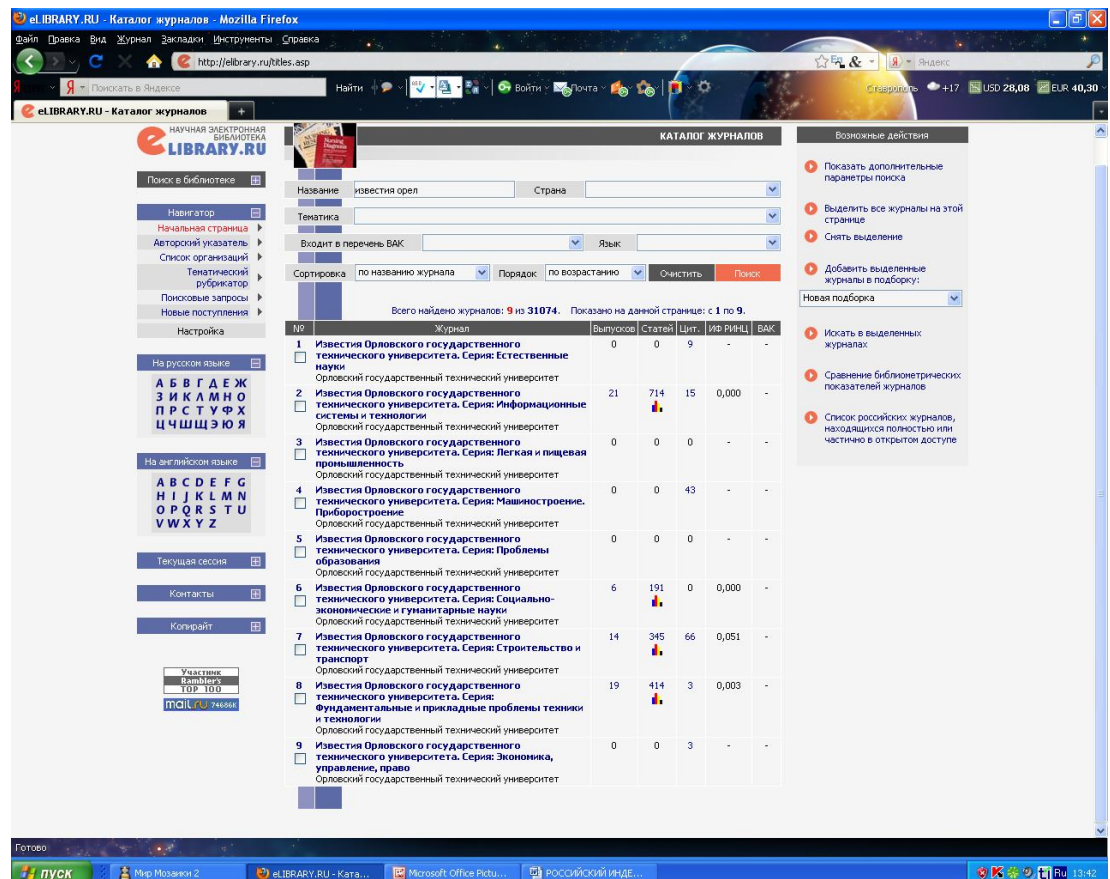 eLIBRARY.RU - Каталог журналов - Mozilla Firefox
Файл Правка Вид Журнал Закладки Инструменты Справка
http://elibrary.ru/titles.asp
Яндекс
Поискать в Яндексе
Найти
Войти
Почта
Ставрополь +17 USD 28,08 EUR 40,30
eLIBRARY.RU - Каталог журналов
НАУЧНАЯ ЭЛЕКТРОННАЯ
БИБЛИОТЕКА
LIBRARY.RU
Поиск в библиотеке
Навигатор
Начальная страница
Авторский указатель
Список организаций
Тематический
рубрикатор
Поисковые запросы
Новые поступления
Настройка
На русском языке
А Б В Г Д Е Ж
З И К Л М Н О
П Р С Т У Ф Х
Ц Ч Ш Щ Э Ю Я
На английском языке
A B C D E F G
H I J K L M N
O P Q R S T U
V W X Y Z
Текущая сессия
Контакты
Копирайт
Участник
Rambler's
TOP 100
mail.ru 74686K
КАТАЛОГ ЖУРНАЛОВ
Название известия орел Страна
Тематика
Входит в перечень ВАК Язык
Сортировка по названию журнала Порядок по возрастанию Очистить Поиск
Всего найдено журналов: 9 из 31074. Показано на данной странице: с 1 по 9.
№ Журнал Выпусков Статей Цит. ИФ РИНЦ ВАК
1 Известия Орловского государственного 0 0 9 - -
технического университета. Серия: Естественные
науки
Орловский государственный технический университет
2 Известия Орловского государственного 21 714 15 0,000 -
технического университета. Серия: Информационные
системы и технологии
Орловский государственный технический университет
3 Известия Орловского государственного 0 0 0 - -
технического университета. Серия: Легкая и пищевая
промышленность
Орловский государственный технический университет
4 Известия Орловского государственного 0 0 43 - -
технического университета. Серия: Машиностроение.
Приборостроение
Орловский государственный технический университет
5 Известия Орловского государственного 0 0 0 - -
технического университета. Серия: Проблемы
образования
Орловский государственный технический университет
6 Известия Орловского государственного 6 191 0 0,000 -
технического университета. Серия: Социально-
экономические и гуманитарные науки
Орловский государственный технический университет
7 Известия Орловского государственного 14 345 66 0,051 -
технического университета. Серия: Строительство и
транспорт
Орловский государственный технический университет
8 Известия Орловского государственного 19 414 3 0,003 -
технического университета. Серия:
Фундаментальные и прикладные проблемы техники
и технологии
Орловский государственный технический университет
9 Известия Орловского государственного 0 0 3 - -
технического университета. Серия: Экономика,
управление, право
Орловский государственный технический университет
Возможные действия
Показать дополнительные
параметры поиска
Выделить все журналы на этой
странице
Снять выделение
Добавить выделенные
журналы в подборку:
Новая подборка
Искать в выделенных
журналах
Сравнение библиометрических
показателей журналов
Список российских журналов,
находящихся полностью или
частично в открытом доступе
Готово
пуск
Мир Мозаики 2
eLIBRARY.RU - Ката...
Microsoft Office Pictu...
РОССИЙСКИЙ ИНДЕ...
Ru 13:42